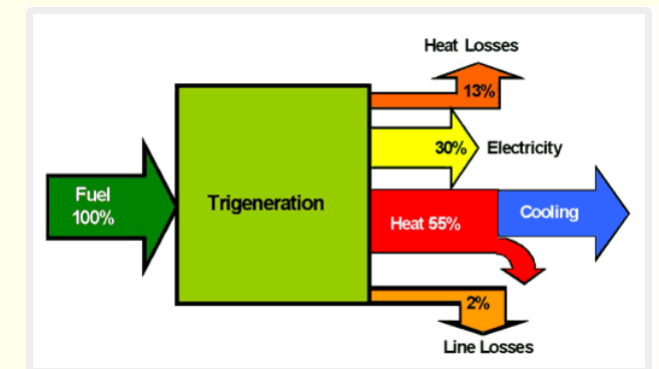 Heat Losses
13%
30% Electricity
Fuel
100%
Trigeneration
Heat 55%
Cooling
2%
Line Losses